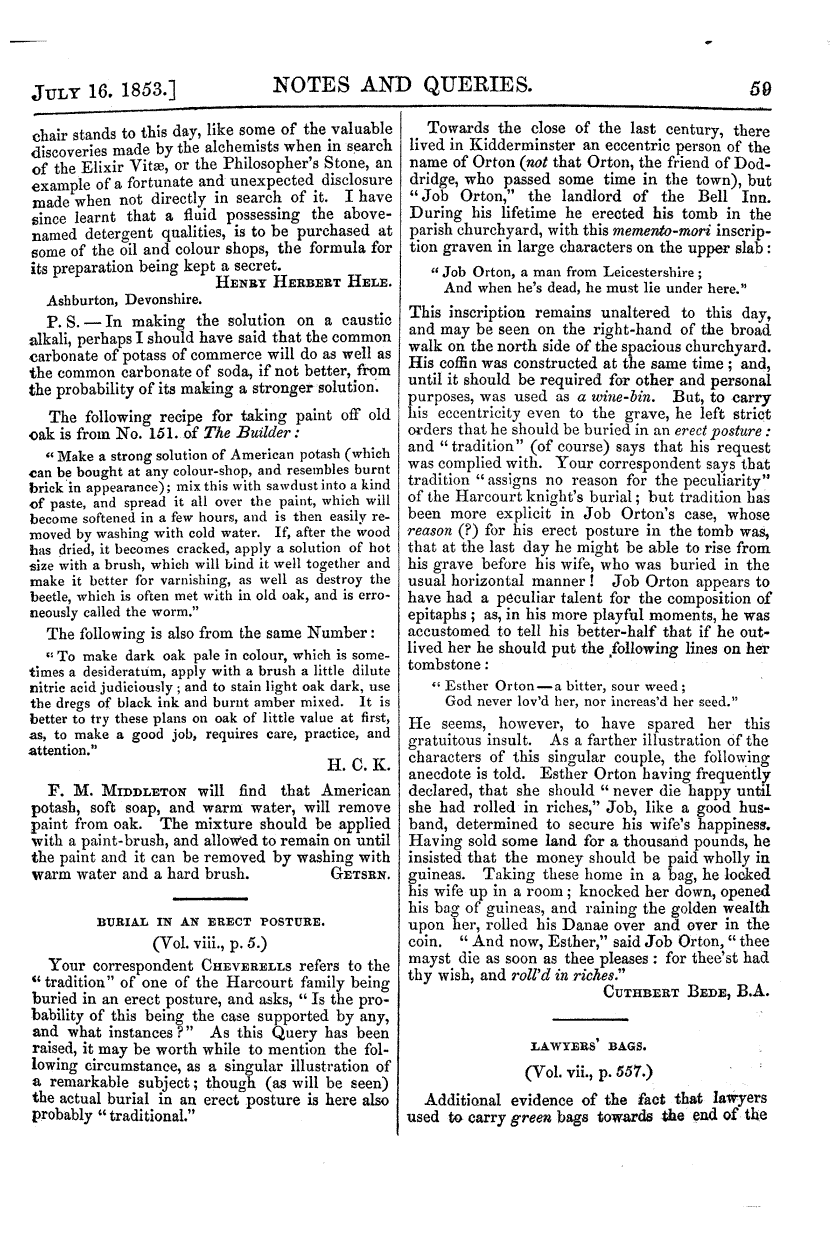 JULY 16. 1853.] NOTES AND QUERIES. 59
chair stands to this day, like some of the valuable
discoveries made by the alchemists when in search
of the Elixir Vitæ, or the Philosopher's Stone, an
example of a fortunate and unexpected disclosure
made when not directly in search of it. I have
since learnt that a fluid possessing the above-
named detergent qualities, is to be purchased at
some of the oil and colour shops, the formula for
its preparation being kept a secret.
HENRY HERBERT HELE.
Ashburton, Devonshire.
P. S. — In making the solution on a caustic
alkali, perhaps I should have said that the common
carbonate of potass of commerce will do as well as
the common carbonate of soda, if not better, from
the probability of its making a stronger solution.
The following recipe for taking paint off old
oak is from No. 151. of The Builder:
"Make a strong solution of American potash (which
can be bought at any colour-shop, and resembles burnt
brick in appearance); mix this with sawdust into a kind
of paste, and spread it all over the paint, which will
become softened in a few hours, and is then easily re-
moved by washing with cold water. If, after the wood
has dried, it becomes cracked, apply a solution of hot
size with a brush, which will bind it well together and
make it better for varnishing, as well as destroy the
beetle, which is often met with in old oak, and is erro-
neously called the worm."
The following is also from the same Number:
"To make dark oak pale in colour, which is some-
times a desideratum, apply with a brush a little dilute
nitric acid judiciously; and to stain light oak dark, use
the dregs of black ink and burnt amber mixed. It is
better to try these plans on oak of little value at first,
as, to make a good job, requires care, practice, and
attention."
H. C. K.
F. M. MIDDLETON will find that American
potash, soft soap, and warm water, will remove
paint from oak. The mixture should be applied
with a paint-brush, and allowed to remain on until
the paint and it can be removed by washing with
warm water and a hard brush. GETSRN.
BURIAL IN AN ERECT POSTURE.
(Vol. viii., p. 5.)
Your correspondent CHEVERELLS refers to the
"tradition" of one of the Harcourt family being
buried in an erect posture, and asks, "Is the pro-
bability of this being the case supported by any,
and what instances?" As this Query has been
raised, it may be worth while to mention the fol-
lowing circumstance, as a singular illustration of
a remarkable subject; though (as will be seen)
the actual burial in an erect posture is here also
probably "traditional."
Towards the close of the last century, there
lived in Kidderminster an eccentric person of the
name of Orton (not that Orton, the friend of Dod-
dridge, who passed some time in the town), but
"Job Orton," the landlord of the Bell Inn.
During his lifetime he erected his tomb in the
parish churchyard, with this memento-mori inscrip-
tion graven in large characters on the upper slab:
"Job Orton, a man from Leicestershire;
And when he's dead, he must lie under here."
This inscription remains unaltered to this day,
and may be seen on the right-hand of the broad
walk on the north side of the spacious churchyard.
His coffin was constructed at the same time; and,
until it should be required for other and personal
purposes, was used as a wine-bin. But, to carry
his eccentricity even to the grave, he left strict
orders that he should be buried in an erect posture:
and "tradition" (of course) says that his request
was complied with. Your correspondent says that
tradition "assigns no reason for the peculiarity"
of the Harcourt knight's burial; but tradition has
been more explicit in Job Orton's case, whose
reason (?) for his erect posture in the tomb was,
that at the last day he might be able to rise from
his grave before his wife, who was buried in the
usual horizontal manner! Job Orton appears to
have had a peculiar talent for the composition of
epitaphs; as, in his more playful moments, he was
accustomed to tell his better-half that if he out-
lived her he should put the following lines on her
tombstone:
"Esther Orton—a bitter, sour weed;
God never lov'd her, nor increas'd her seed."
He seems, however, to have spared her this
gratuitous insult. As a farther illustration of the
characters of this singular couple, the following
anecdote is told. Esther Orton having frequently
declared, that she should "never die happy until
she had rolled in riches," Job, like a good hus-
band, determined to secure his wife's happiness.
Having sold some land for a thousand pounds, he
insisted that the money should be paid wholly in
guineas. Taking these home in a bag, he locked
his wife up in a room; knocked her down, opened
his bag of guineas, and raining the golden wealth
upon her, rolled his Danae over and over in the
coin. "And now, Esther," said Job Orton, "thee
mayst die as soon as thee pleases: for thee'st had
thy wish, and roll'd in riches."
CUTHBERT BEDE, B.A.
LAWYERS' BAGS.
(Vol. vii., p. 557.)
Additional evidence of the fact that lawyers
used to carry green bags towards the end of the